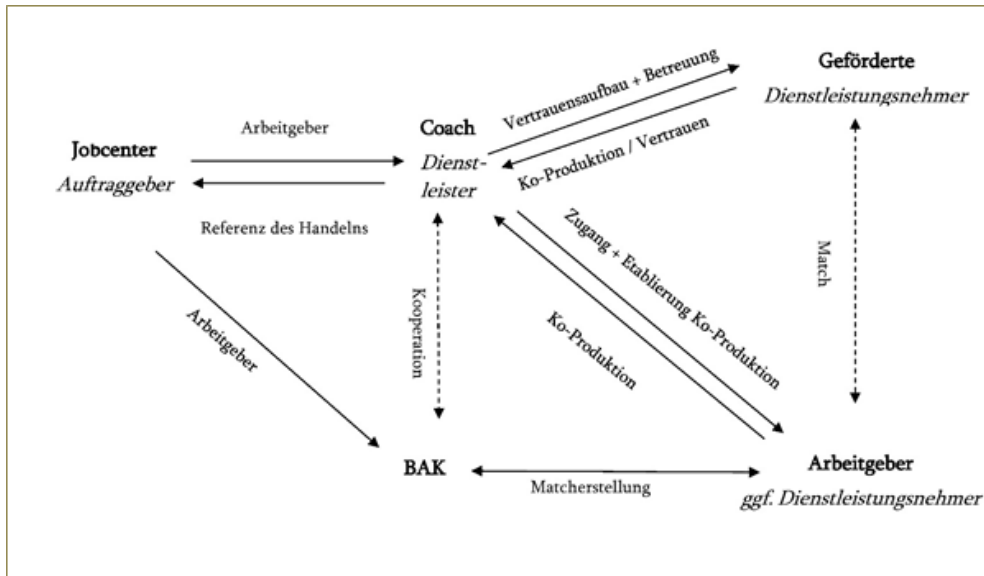 Geförderte
Dienstleistungsnehmer
Vertrauensaufbau + Betreuung
Ko-Produktion / Vertrauen
Coach
Dienst-
leister
Arbeitgeber
Jobcenter
Auftraggeber
Referenz des Handelns
Zugang + Etablierung Ko-Produktion
Ko-Produktion
Match
Kooperation
Arbeitgeber
BAK
Matcherstellung
Arbeitgeber
ggf. Dienstleistungsnehmer